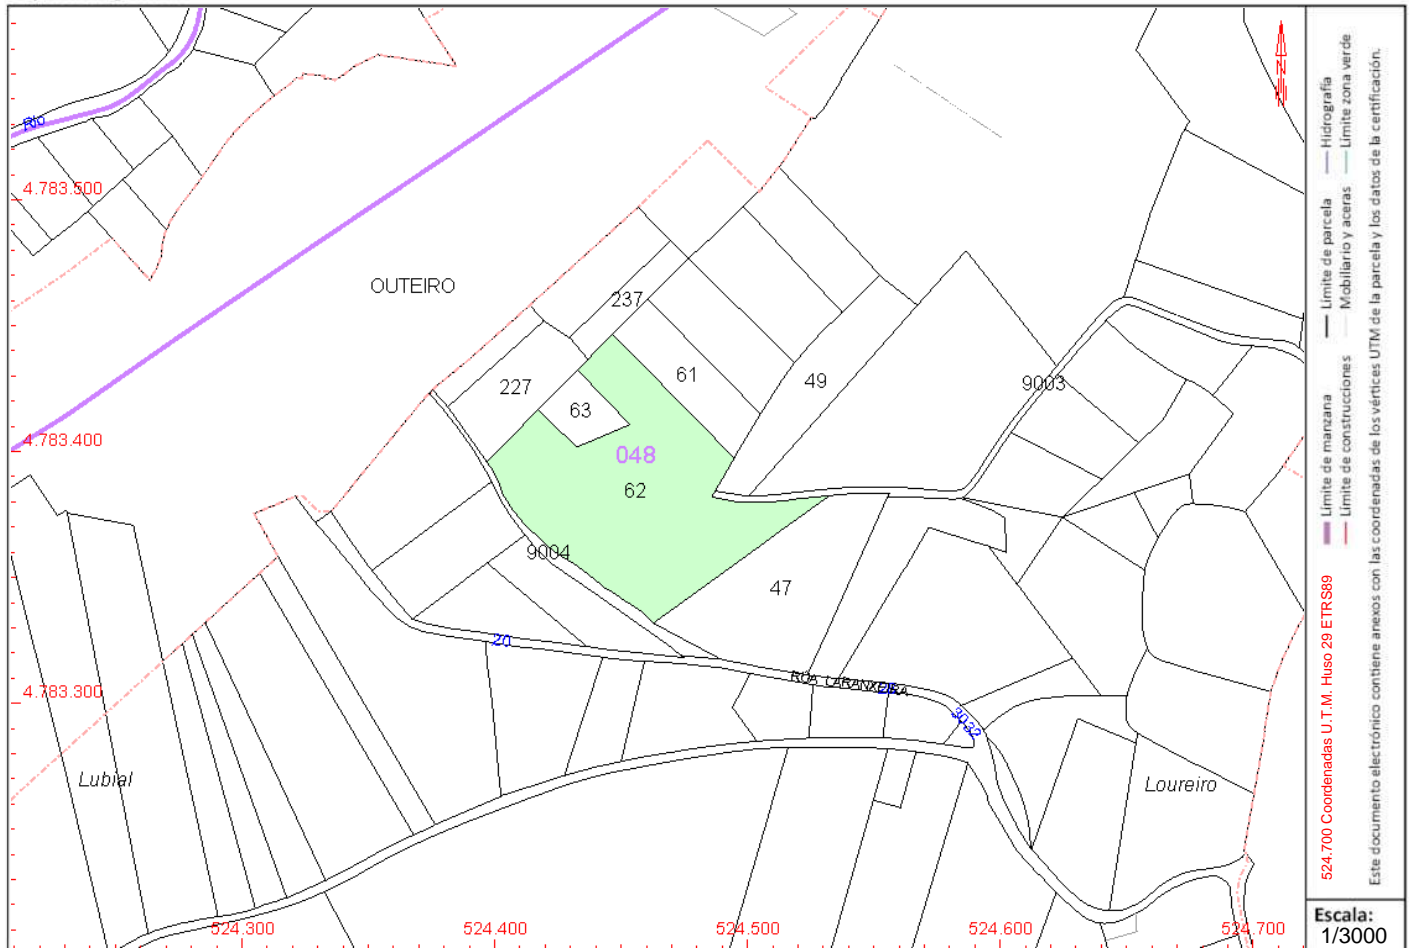 Río
4.783.500
OUTEIRO
237
61
227
63
49
9003
4.783.400
048
62
9004
47
20
RÚA LARANXEIRA
3032
4.783.300
Lubial
Loureiro
524.300
524.400
524.500
524.600
524.700
N
Límite de manzana
Límite de parcela
Hidrografía
Límite de construcciones
Mobiliario y aceras
Límite zona verde
524.700 Coordenadas U.T.M. Huso 29 ETRS89
Este documento electrónico contiene anexos con las coordenadas de los vértices UTM de la parcela y los datos de la certificación.
Escala:
1/3000